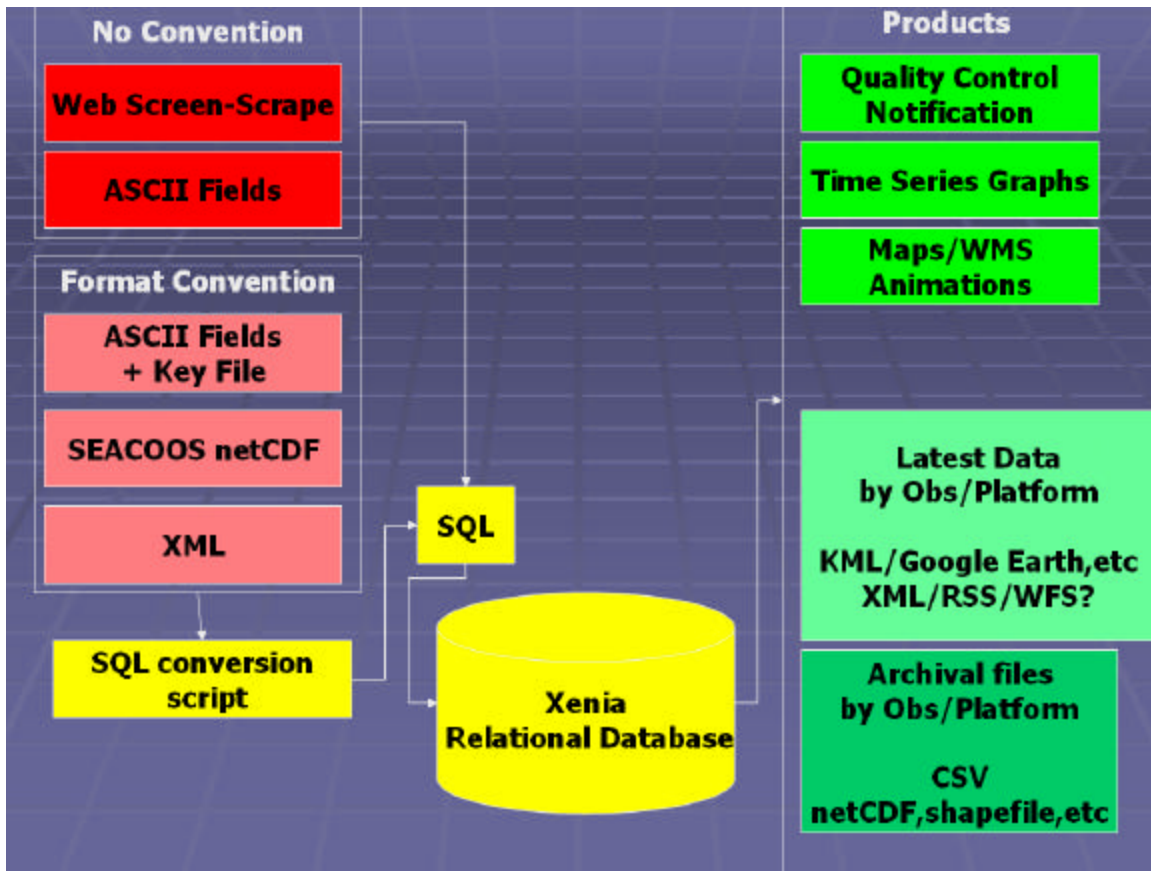 No Convention
Web Screen-Scrape
ASCII Fields
Format Convention
ASCII Fields
+ Key File
SEACOOS netCDF
XML
SQL conversion
script
SQL
Xenia
Relational Database
Products
Quality Control
Notification
Time Series Graphs
Maps/WMS
Animations
Latest Data
by Obs/Platform
KML/Google Earth,etc
XML/RSS/WFS?
Archival files
by Obs/Platform
CSV
netCDF,shapefile,etc